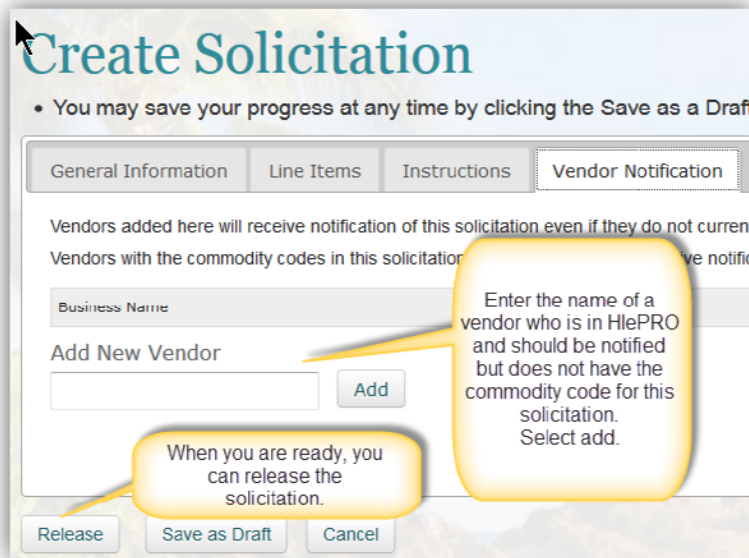 Create Solicitation
• You may save your progress at any time by clicking the Save as a Draft
General Information Line Items Instructions Vendor Notification
Vendors added here will receive notification of this solicitation even if they do not curren
Vendors with the commodity codes in this solicitation ve notific
Business Name
Enter the name of a
vendor who is in HIePRO
and should be notified
but does not have the
commodity code for this
solicitation.
Select add.
Add New Vendor
Add
When you are ready, you
can release the
solicitation.
Release Save as Draft Cancel